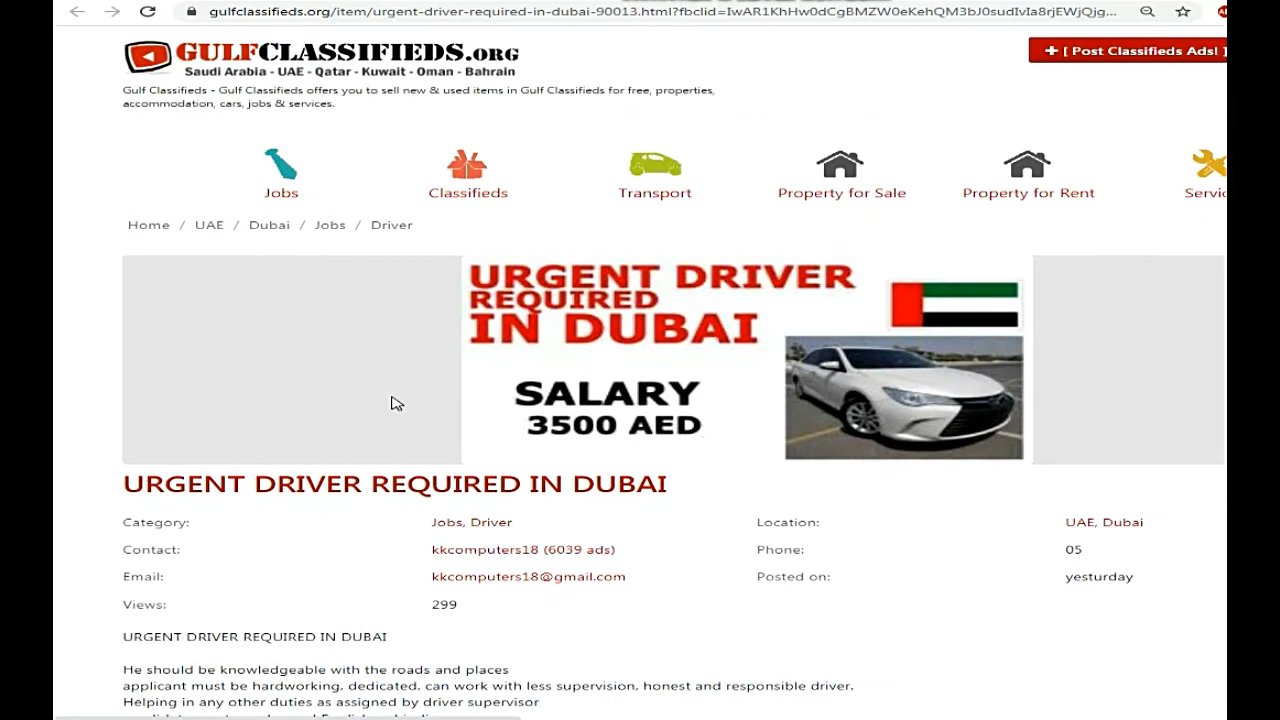 gulfclassifieds.org/item/urgent-driver-required-in-dubai-90013.html?fbclid=IwAR1KhHw0dCgBMZW0eKehQM3bJ0sudIvIa8rjEWjQjg...
GULFCLASSIFIEDS.ORG
Saudi Arabia - UAE - Qatar - Kuwait - Oman - Bahrain
+ [ Post Classifieds Ads! ]
Gulf Classifieds - Gulf Classifieds offers you to sell new & used items in Gulf Classifieds for free, properties,
accommodation, cars, jobs & services.
Jobs Classifieds Transport Property for Sale Property for Rent Servic
Home / UAE / Dubai / Jobs / Driver
URGENT DRIVER
REQUIRED
IN DUBAI
SALARY
3500 AED
URGENT DRIVER REQUIRED IN DUBAI
Category: Jobs, Driver Location: UAE, Dubai
Contact: kkcomputers18 (6039 ads) Phone: 05
Email: kkcomputers18@gmail.com Posted on: yesturday
Views: 299
URGENT DRIVER REQUIRED IN DUBAI
He should be knowledgeable with the roads and places
applicant must be hardworking, dedicated, can work with less supervision, honest and responsible driver.
Helping in any other duties as assigned by driver supervisor